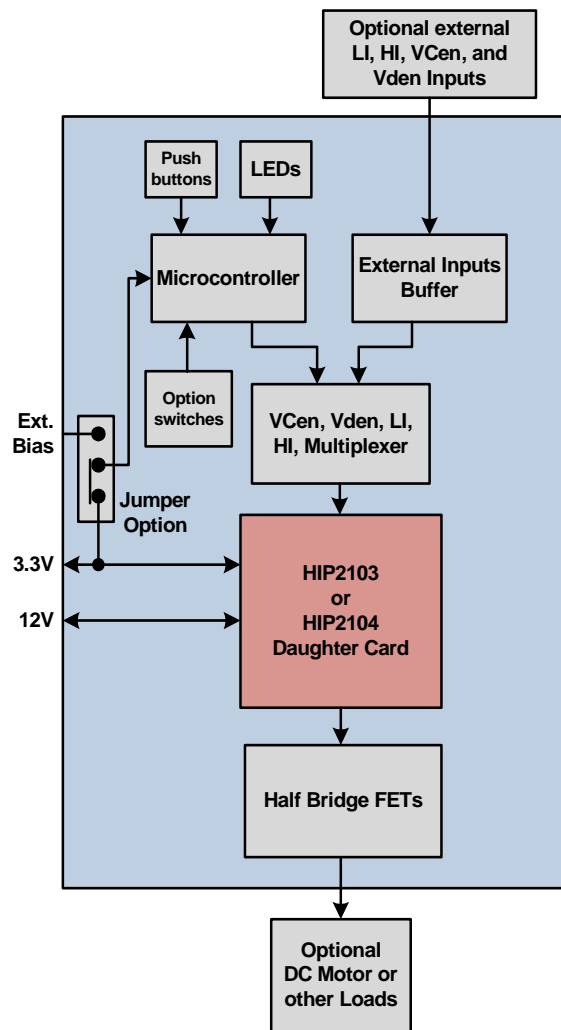 Optional external
LI, HI, VCen, and
Vden Inputs
Push
buttons
LEDs
Microcontroller
External Inputs
Buffer
Option
switches
VCen, Vden, LI,
HI, Multiplexer
Ext.
Bias
Jumper
Option
3.3V
12V
HIP2103
or
HIP2104
Daughter Card
Half Bridge FETs
Optional
DC Motor or
other Loads